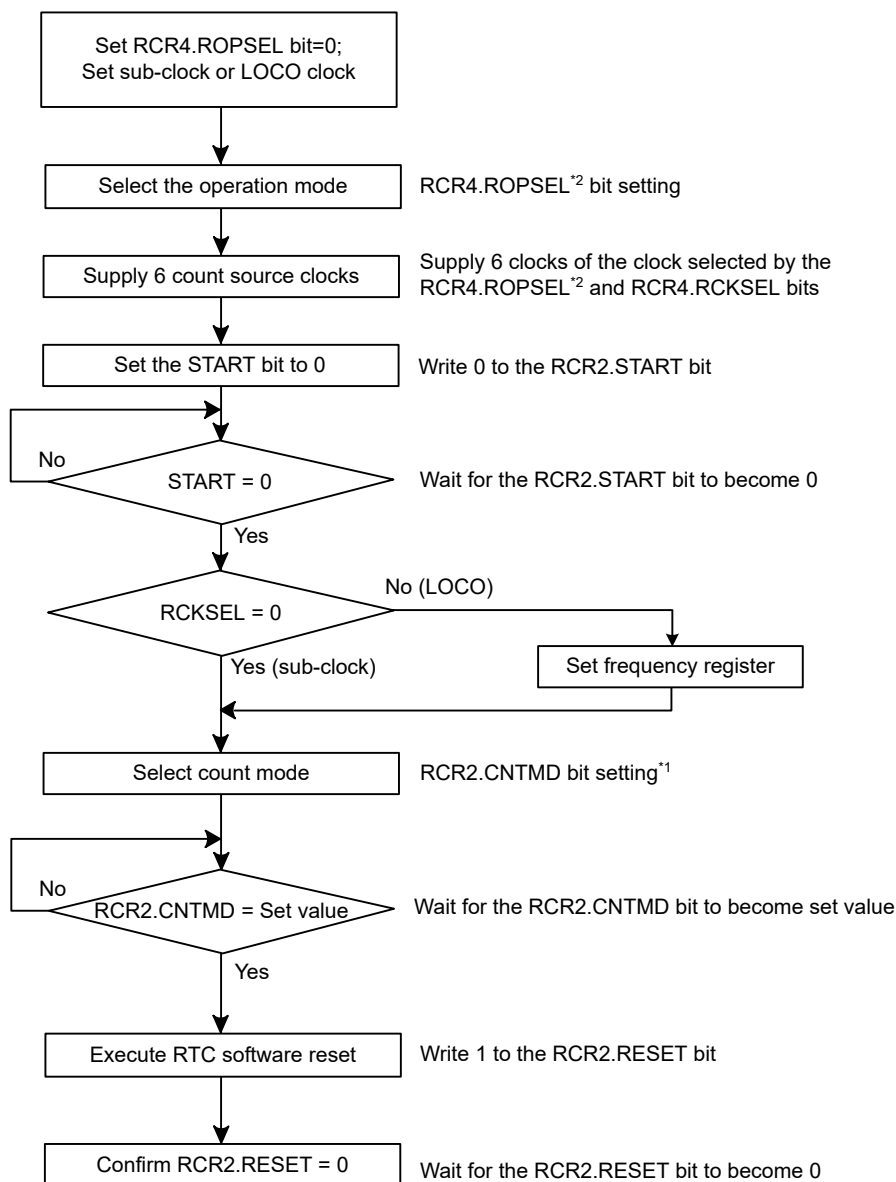 Set RCR4.ROPSEL bit=0;
Set sub-clock or LOCO clock
Select the operation mode
RCR4.ROPSEL*2 bit setting
Supply 6 count source clocks
Supply 6 clocks of the clock selected by the
RCR4.ROPSEL*2 and RCR4.RCKSEL bits
Set the START bit to 0
Write 0 to the RCR2.START bit
No
START = 0
Wait for the RCR2.START bit to become 0
Yes
No (LOCO)
RCKSEL = 0
Yes (sub-clock)
Set frequency register
Select count mode
RCR2.CNTMD bit setting*1
No
RCR2.CNTMD = Set value
Wait for the RCR2.CNTMD bit to become set value
Yes
Execute RTC software reset
Write 1 to the RCR2.RESET bit
Confirm RCR2.RESET = 0
Wait for the RCR2.RESET bit to become 0